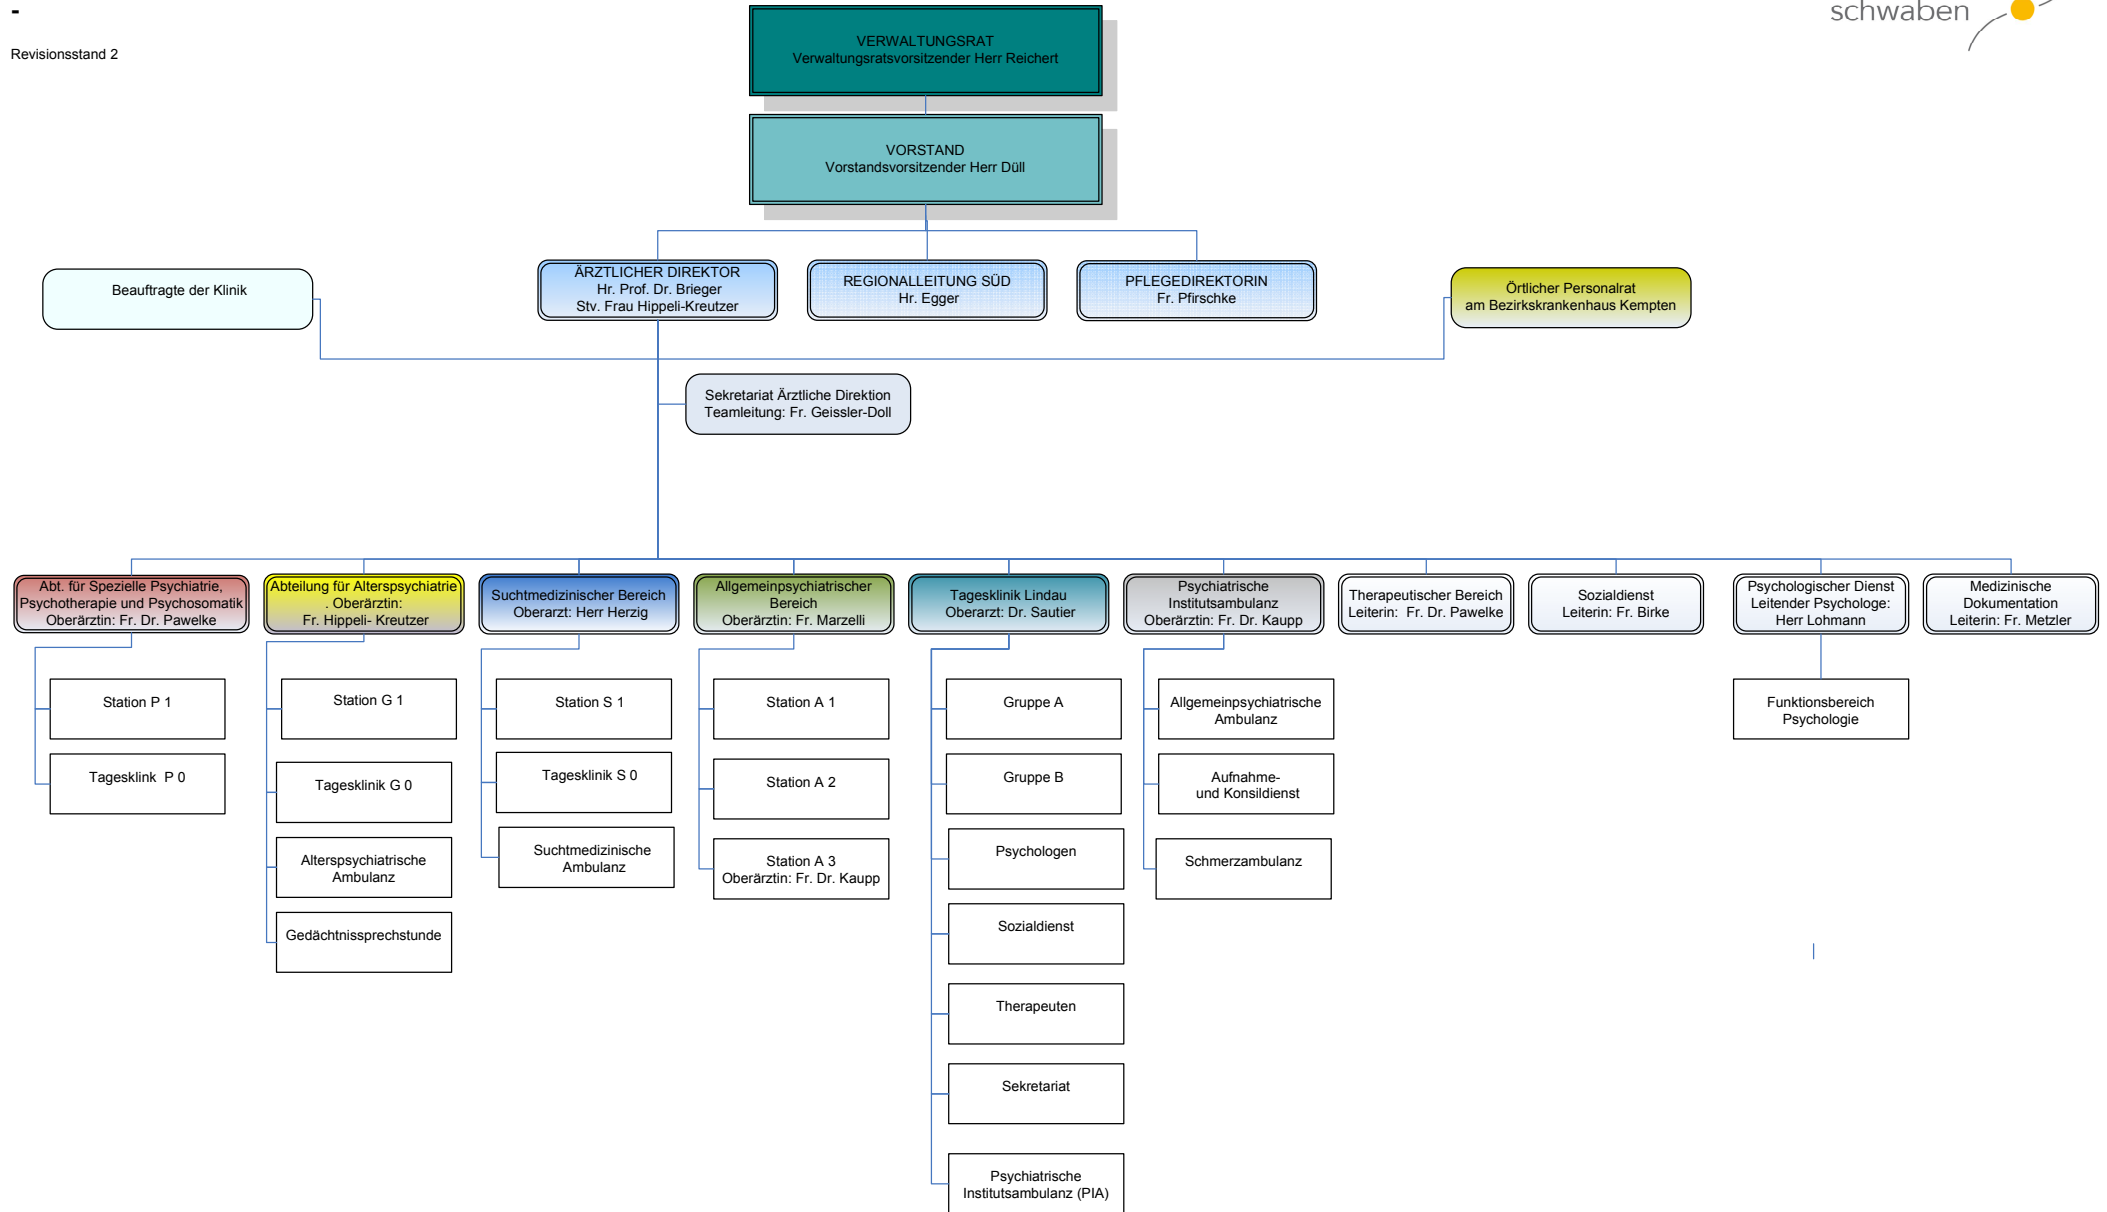 -
schwaben
Revisionsstand 2
VERWALTUNGSRAT
Verwaltungsratsvorsitzender Herr Reichert
VORSTAND
Vorstandsvorsitzender Herr Düll
Beauftragte der Klinik
ÄRZTLICHER DIREKTOR
Hr. Prof. Dr. Brieger
Stv. Frau Hippeli-Kreutzer
REGIONALLEITUNG SÜD
Hr. Egger
PFLEGEDIREKTORIN
Fr. Pfirschke
Örtlicher Personalrat
am Bezirkskrankenhaus Kempten
Sekretariat Ärztliche Direktion
Teamleitung: Fr. Geissler-Doll
Abt. für Spezielle Psychiatrie,
Psychotherapie und Psychosomatik
Oberärztin: Fr. Dr. Pawelke
Abteilung für Alterspsychiatrie
. Oberärztin:
Fr. Hippeli- Kreutzer
Suchtmedizinischer Bereich
Oberarzt: Herr Herzig
Allgemeinpsychiatrischer
Bereich
Oberärztin: Fr. Marzelli
Tagesklinik Lindau
Oberarzt: Dr. Sautier
Psychiatrische
Institutsambulanz
Oberärztin: Fr. Dr. Kaupp
Therapeutischer Bereich
Leiterin:  Fr. Dr. Pawelke
Sozialdienst
Leiterin: Fr. Birke
Psychologischer Dienst
Leitender Psychologe:
Herr Lohmann
Medizinische
Dokumentation
Leiterin: Fr. Metzler
Station P 1
Tagesklink  P 0
Station G 1
Tagesklinik G 0
Alterspsychiatrische
Ambulanz
Gedächtnissprechstunde
Station S 1
Tagesklinik S 0
Suchtmedizinische
Ambulanz
Station A 1
Station A 2
Station A 3
Oberärztin: Fr. Dr. Kaupp
Gruppe A
Gruppe B
Psychologen
Sozialdienst
Therapeuten
Sekretariat
Psychiatrische
Institutsambulanz (PIA)
Allgemeinpsychiatrische
Ambulanz
Aufnahme-
und Konsildienst
Schmerzambulanz
Funktionsbereich
Psychologie